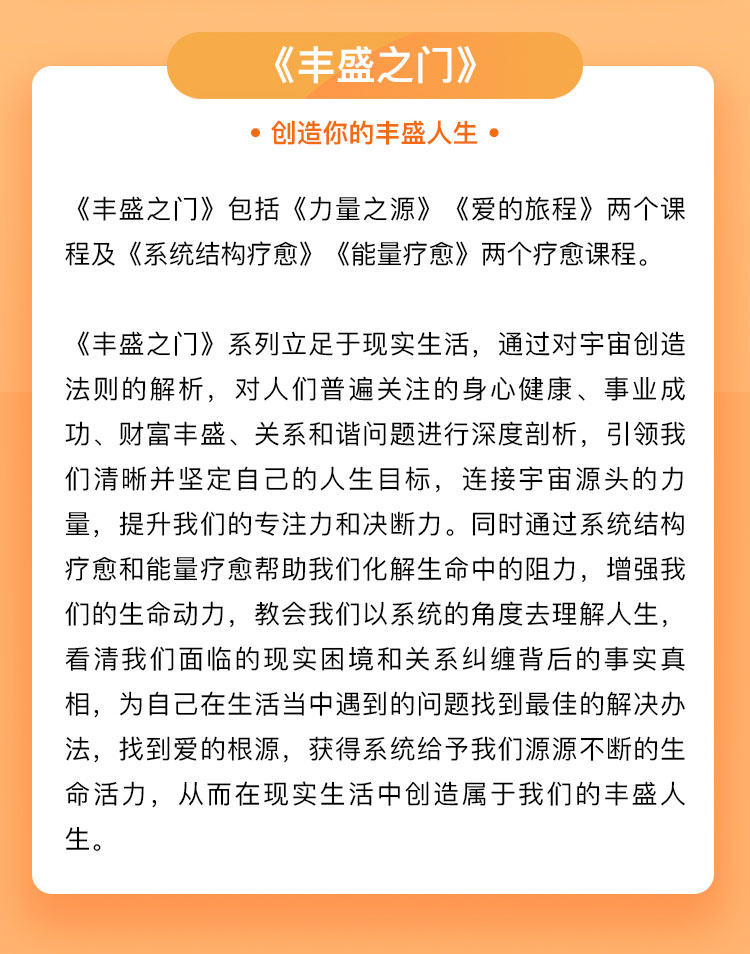 《丰盛之门》
• 创造你的丰盛人生 •
《丰盛之门》包括《力量之源》《爱的旅程》两个课
程及《系统结构疗愈》《能量疗愈》两个疗愈课程。
《丰盛之门》系列立足于现实生活，通过对宇宙创造
法则的解析，对人们普遍关注的身心健康、事业成
功、财富丰盛、关系和谐问题进行深度剖析，引领我
们清晰并坚定自己的人生目标，连接宇宙源头的力
量，提升我们的专注力和决断力。同时通过系统结构
疗愈和能量疗愈帮助我们化解生命中的阻力，增强我
们的生命动力，教会我们以系统的角度去理解人生，
看清我们面临的现实困境和关系纠缠背后的事实真
相，为自己在生活当中遇到的问题找到最佳的解决办
法，找到爱的根源，获得系统给予我们源源不断的生
命活力，从而在现实生活中创造属于我们的丰盛人
生。